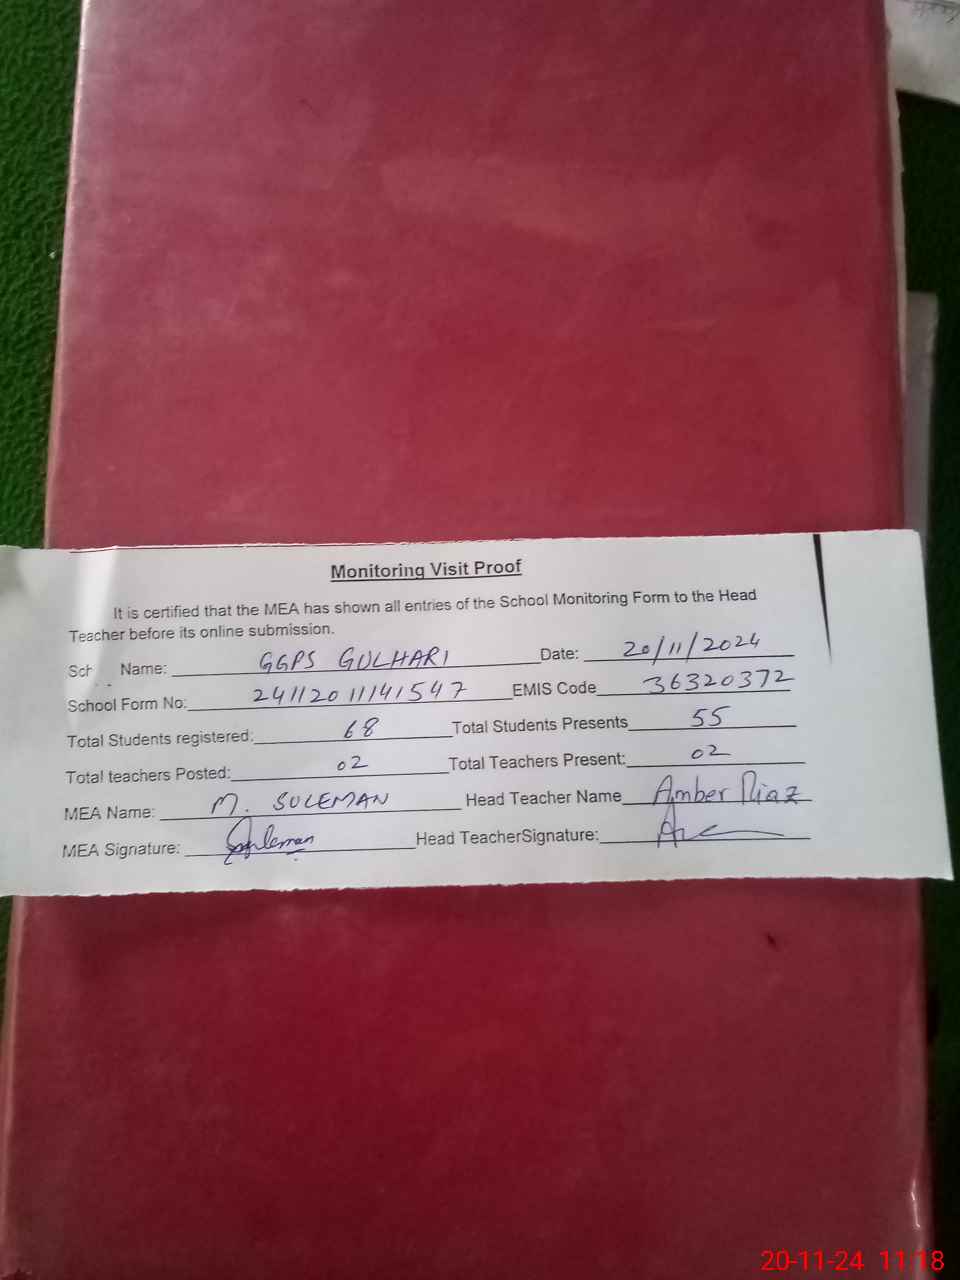 Monitoring Visit Proof
It is certified that the MEA has shown all entries of the School Monitoring Form to the Head
Teacher before its online submission.
Sch Name: GGPS GULHARI Date: 20/11/2024
School Form No: 24112011141547 EMIS Code 36320372
Total Students registered: 68 Total Students Presents 55
Total teachers Posted: 02 Total Teachers Present: 02
MEA Name: M. SULEMAN Head Teacher Name Amber Riaz
MEA Signature: Suleman Head TeacherSignature:
20-11-24 11:18